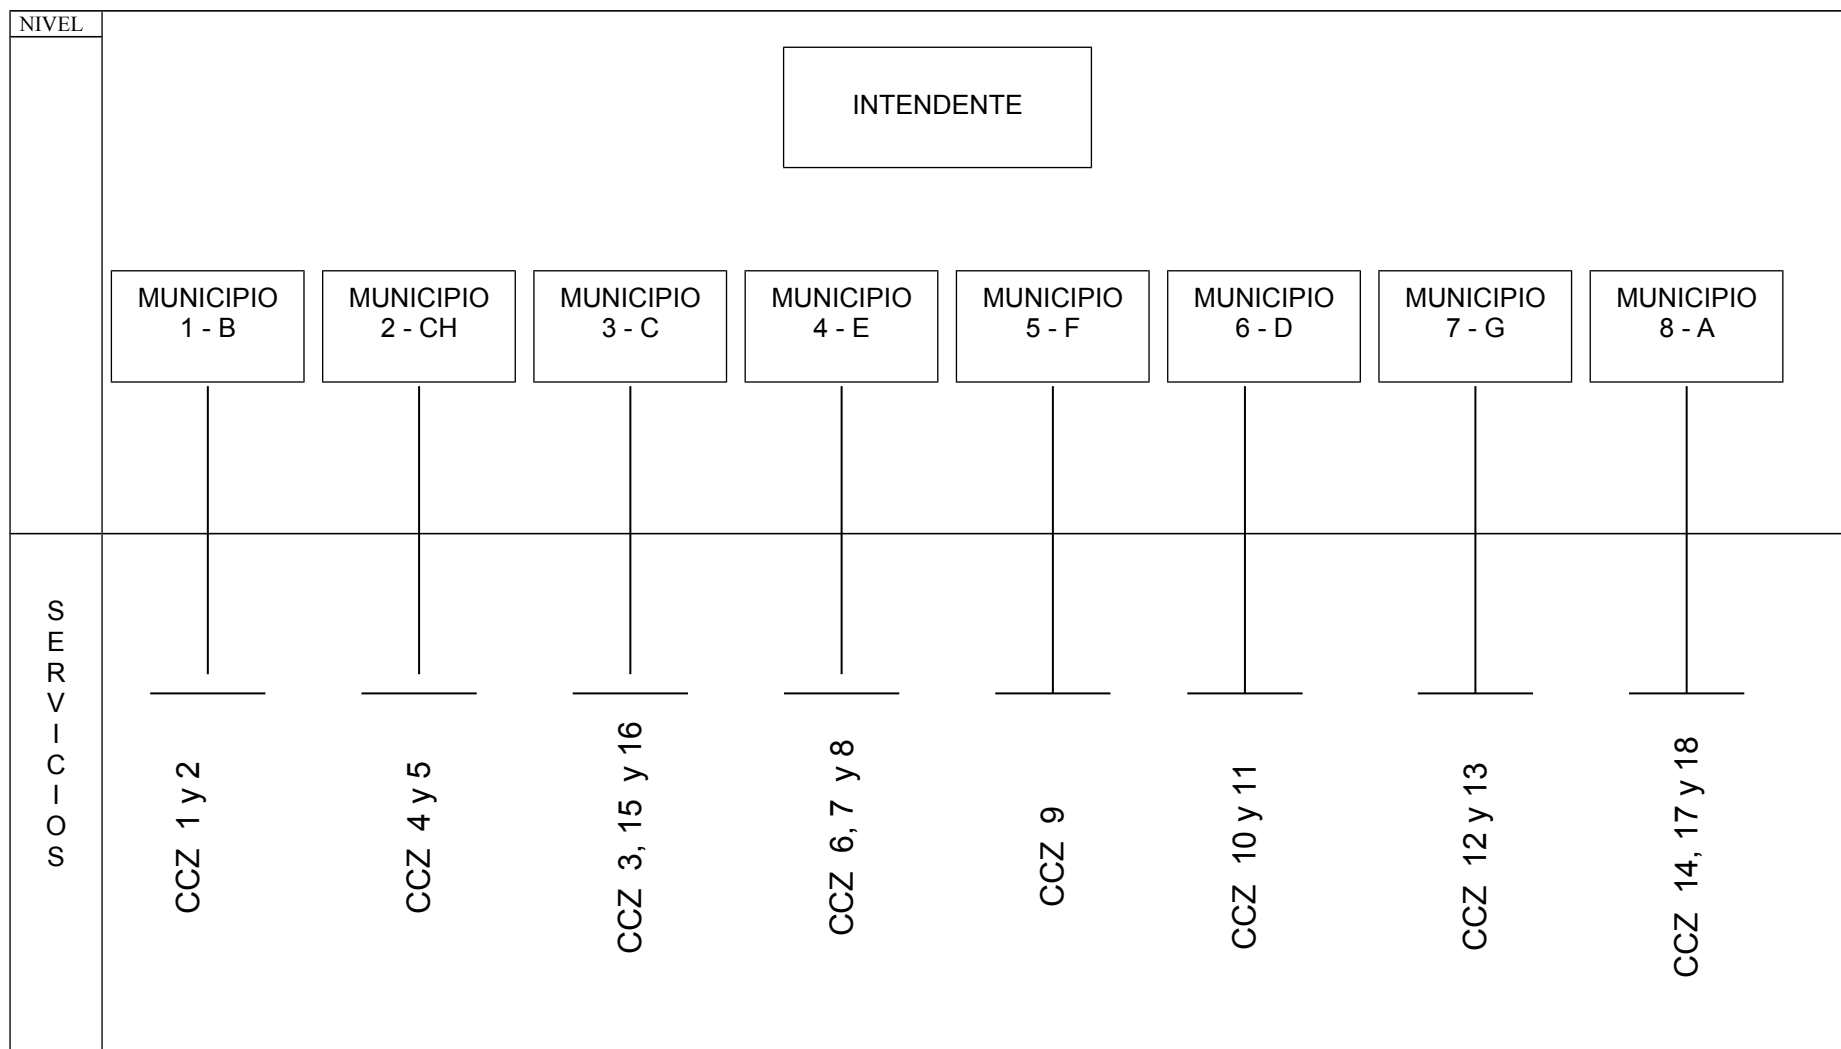 NIVEL
INTENDENTE
MUNICIPIO
1 - B
MUNICIPIO
2 - CH
MUNICIPIO
3 - C
MUNICIPIO
4 - E
MUNICIPIO
5 - F
MUNICIPIO
6 - D
MUNICIPIO
7 - G
MUNICIPIO
8 - A
SERVICIOS
CCZ 1 y 2
CCZ 4 y 5
CCZ 3, 15 y 16
CCZ 6, 7 y 8
CCZ 9
CCZ 10 y 11
CCZ 12 y 13
CCZ 14, 17 y 18